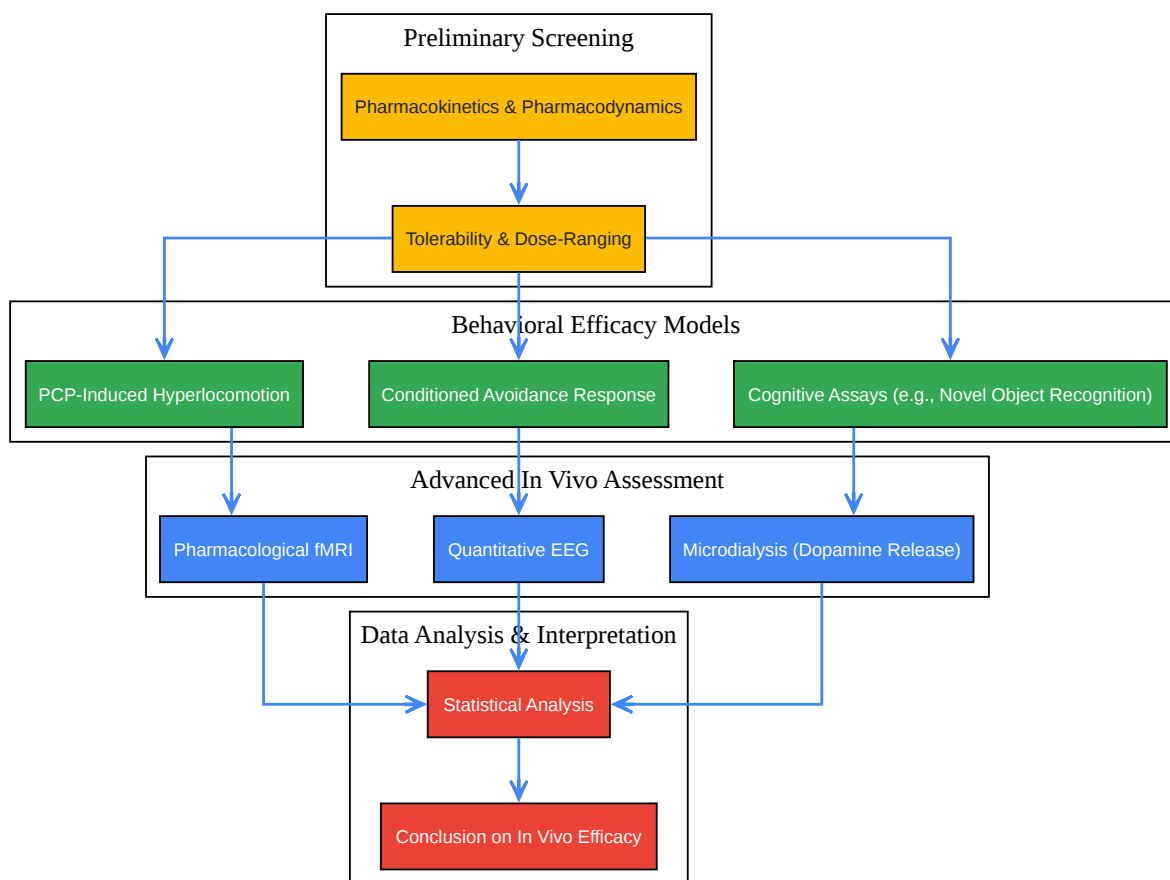 Preliminary Screening
Pharmacokinetics & Pharmacodynamics
Tolerability & Dose-Ranging
Behavioral Efficacy Models
PCP-Induced Hyperlocomotion
Conditioned Avoidance Response
Cognitive Assays (e.g., Novel Object Recognition)
Advanced In Vivo Assessment
Pharmacological fMRI
Quantitative EEG
Microdialysis (Dopamine Release)
Data Analysis & Interpretation
Statistical Analysis
Conclusion on In Vivo Efficacy